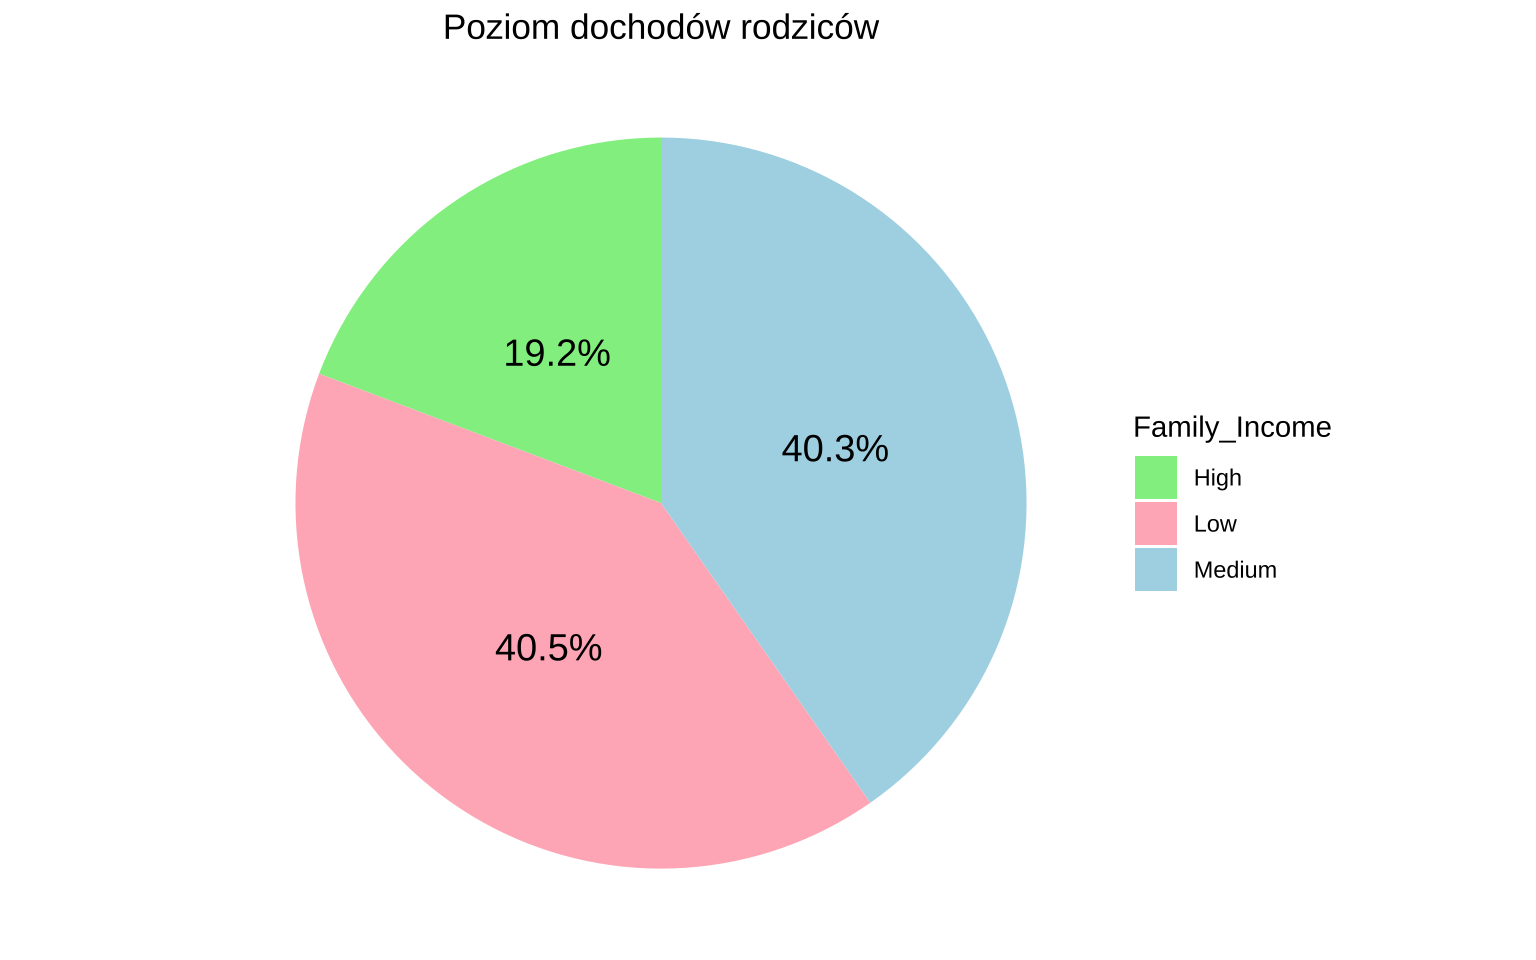 Poziom dochodów rodziców
19.2%
40.3%
40.5%
Family_Income
High
Low
Medium